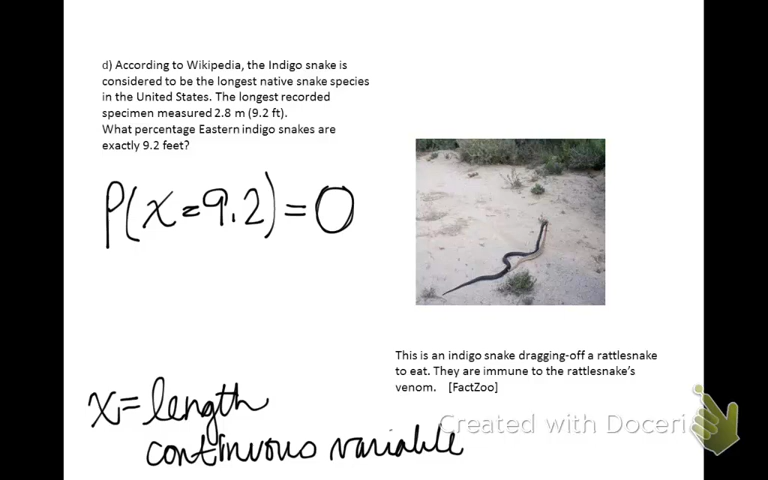 d) According to Wikipedia, the Indigo snake is
considered to be the longest native snake species
in the United States. The longest recorded
specimen measured 2.8 m (9.2 ft).
What percentage Eastern indigo snakes are
exactly 9.2 feet?
P(x=9.2)=0
This is an indigo snake dragging-off a rattlesnake
to eat. They are immune to the rattlesnake's
venom. [FactZoo]
x=length
continuous variable
Created with Doceri